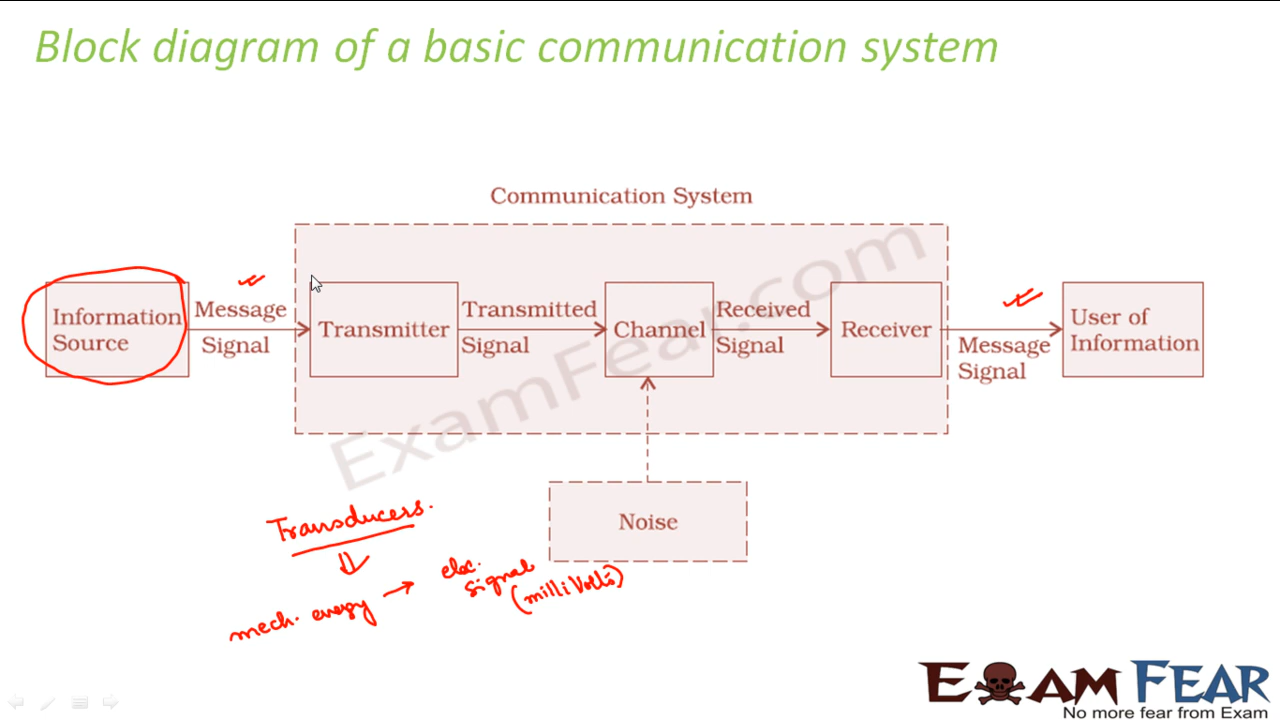 Block diagram of a basic communication system
Communication System
Information
Source
Message
Signal
Transmitter
Transmitted
Signal
Channel
Received
Signal
Receiver
Message
Signal
User of
Information
Noise
ExamFear.com
Transducers.
mech. energy → elec. signal
(milliVolts)
EXAM FEAR
No more fear from Exam